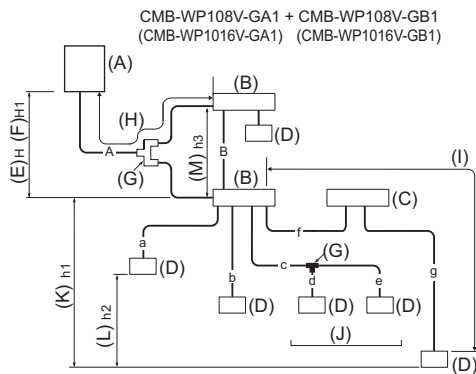 CMB-WP108V-GA1 + CMB-WP108V-GB1
(CMB-WP1016V-GA1) (CMB-WP1016V-GB1)
(A)
(B)
(H)
(D)
(E)H (F)H1
A
(G)
(M) h3
B
(I)
(B)
(C)
f
a
(D)
(K) h1
(L) h2
b
c
(G)
d
e
g
(D)
(D)
(D)
(J)
(D)